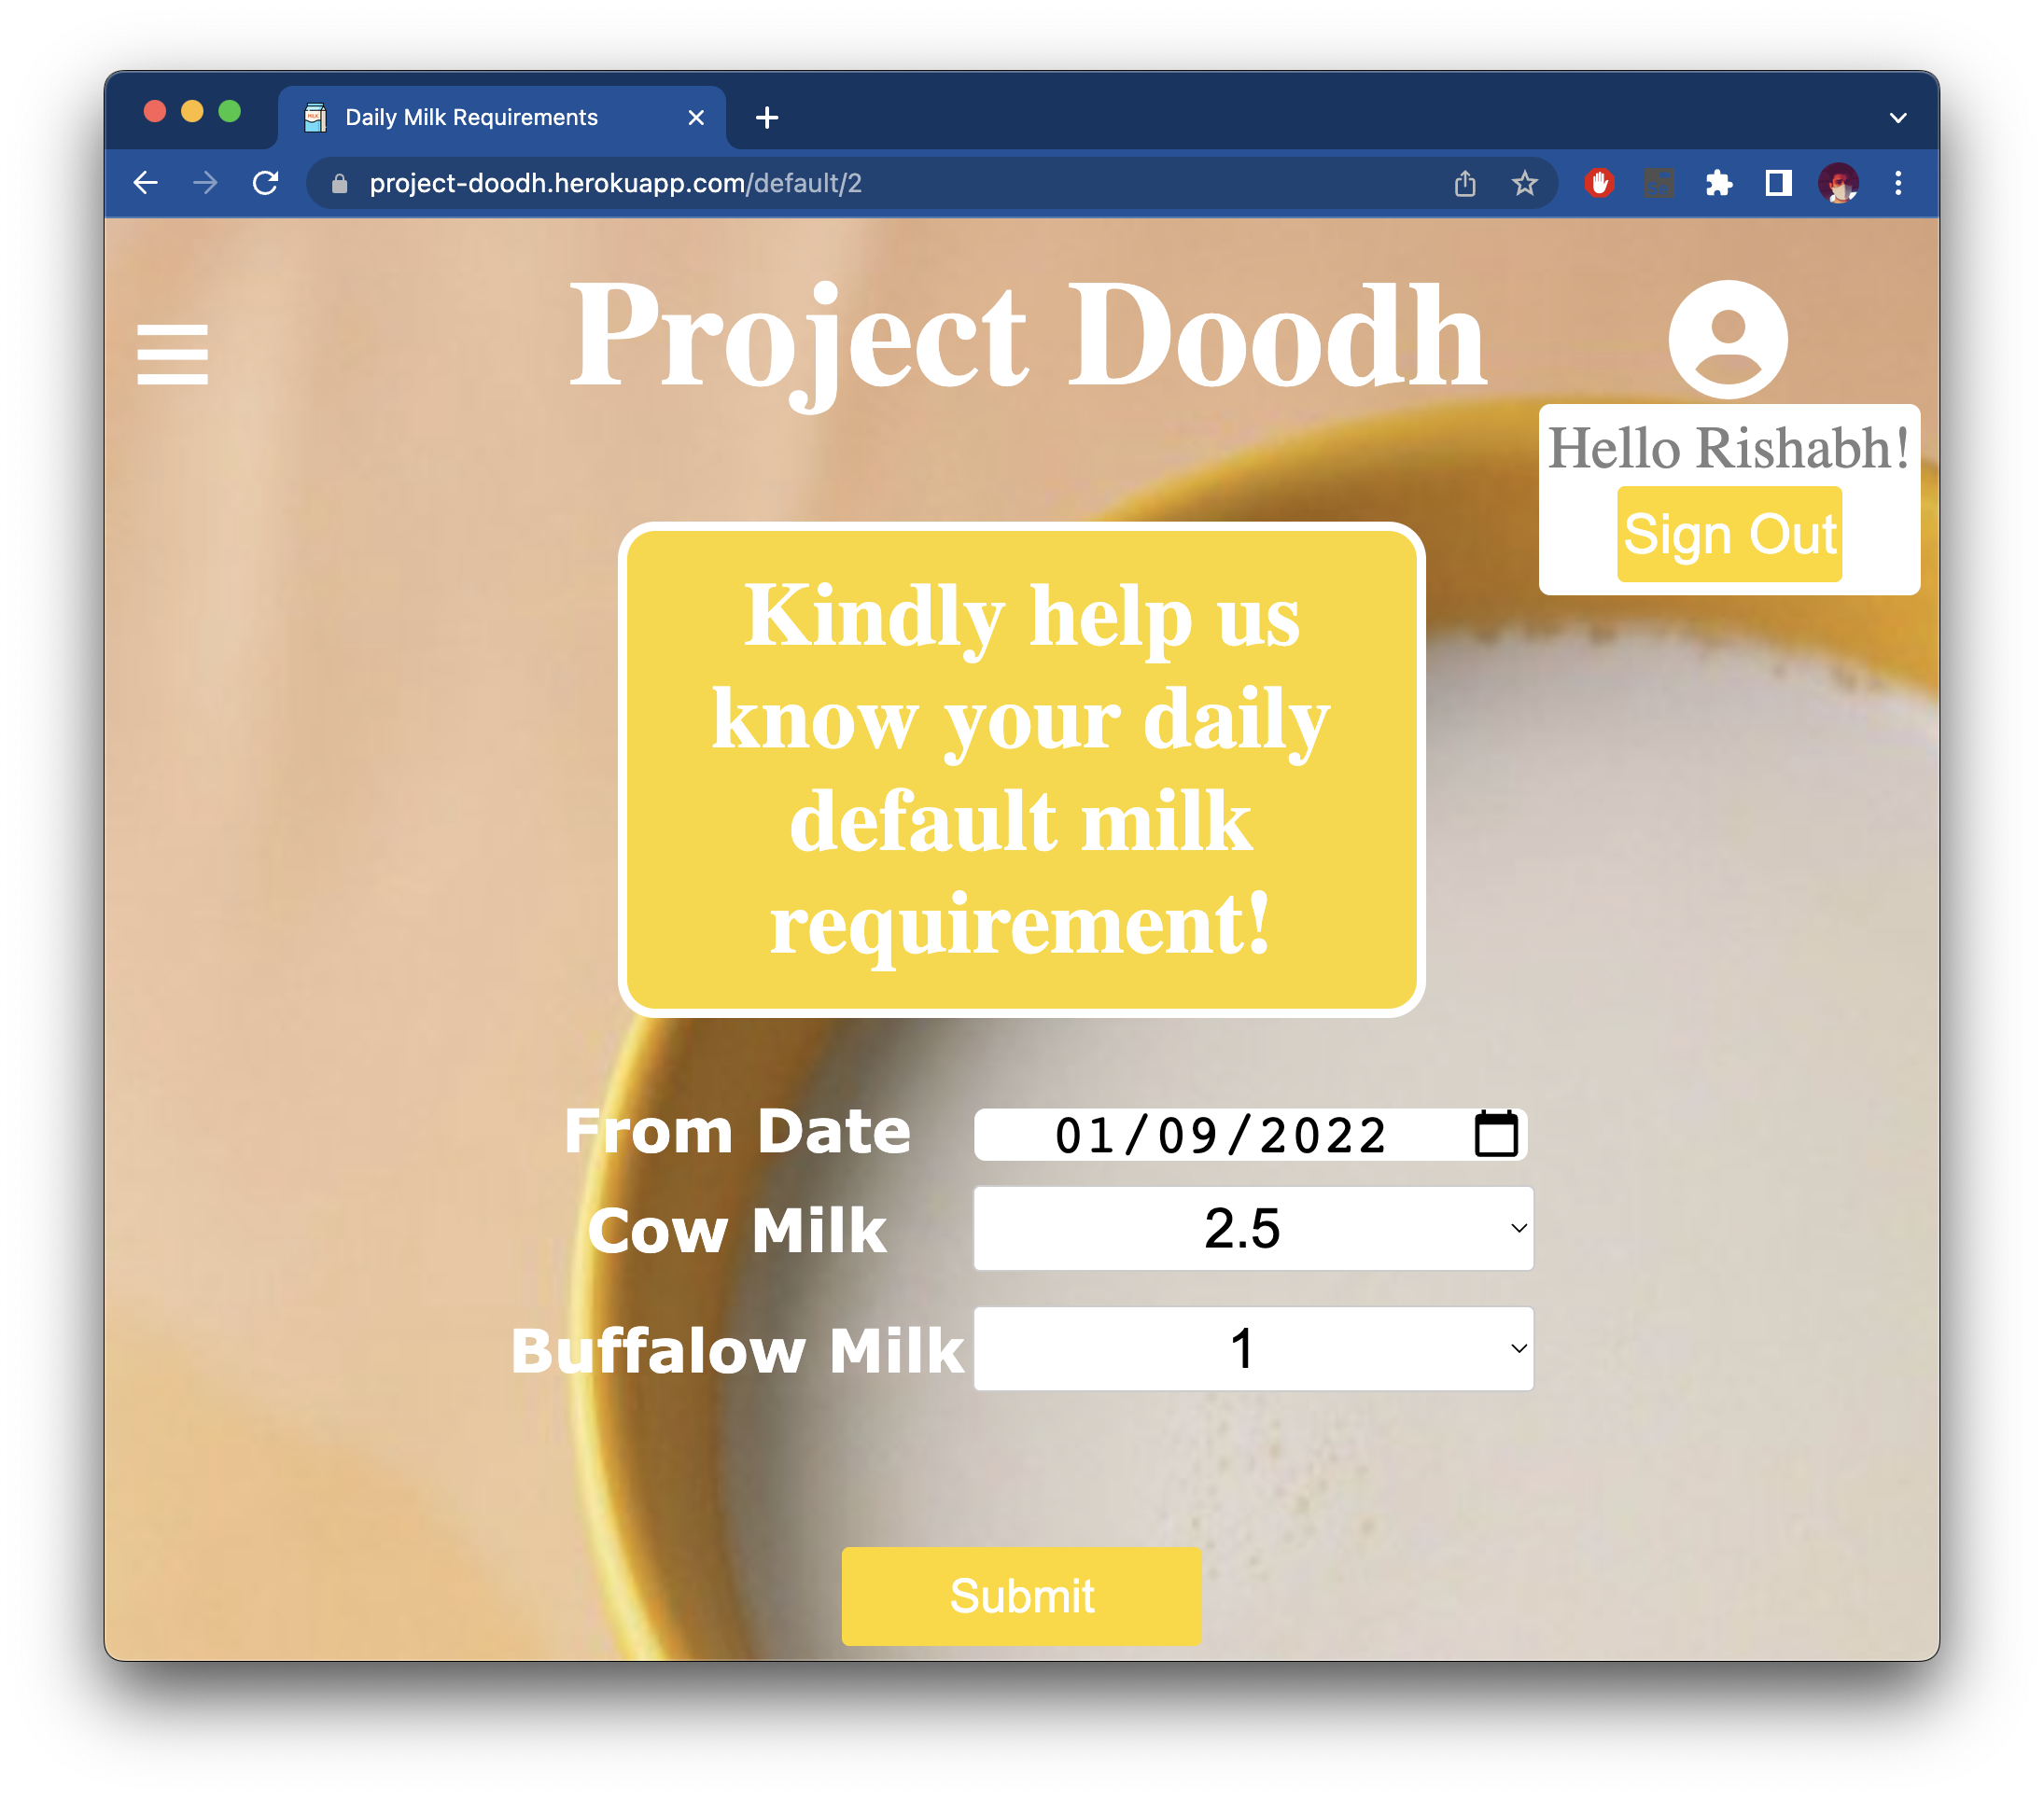 Daily Milk Requirements
project-doodh.herokuapp.com/default/2
Project Doodh
Hello Rishabh!
Sign Out
Kindly help us
know your daily
default milk
requirement!
From Date 01/09/2022
Cow Milk 2.5
Buffalow Milk 1
Submit